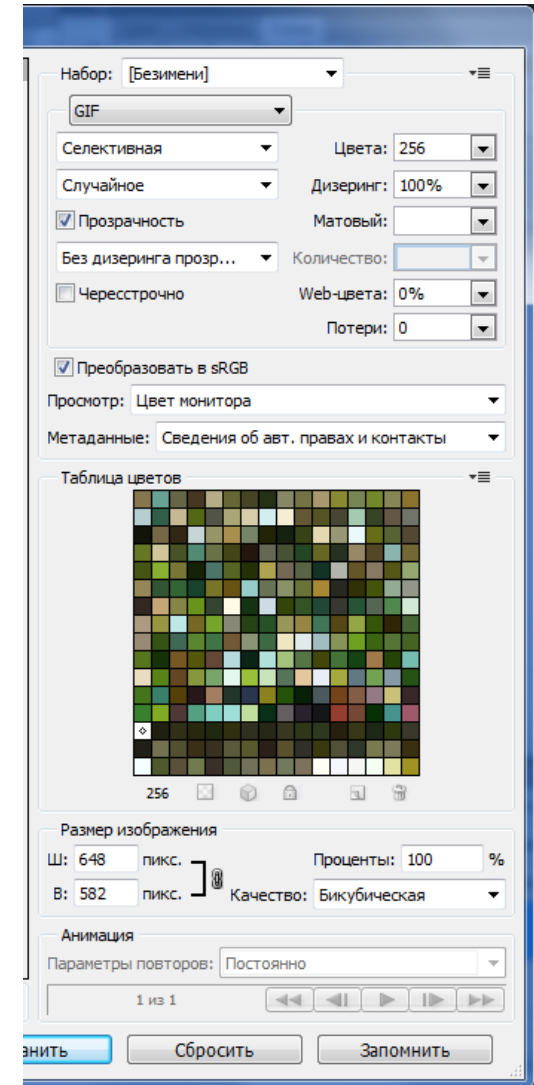 Набор: [Безимени]
GIF
Селективная Цвета: 256
Случайное Дизеринг: 100%
Прозрачность Матовый:
Без дизеринга прозр... Количество:
Чересстрочно Web-цвета: 0%
Потери: 0
Преобразовать в sRGB
Просмотр: Цвет монитора
Метаданные: Сведения об авт. правах и контакты
Таблица цветов
256
Размер изображения
Ш: 648 пикс. Проценты: 100 %
В: 582 пикс. Качество: Бикубическая
Анимация
Параметры повторов: Постоянно
1 из 1
анить Сбросить Запомнить